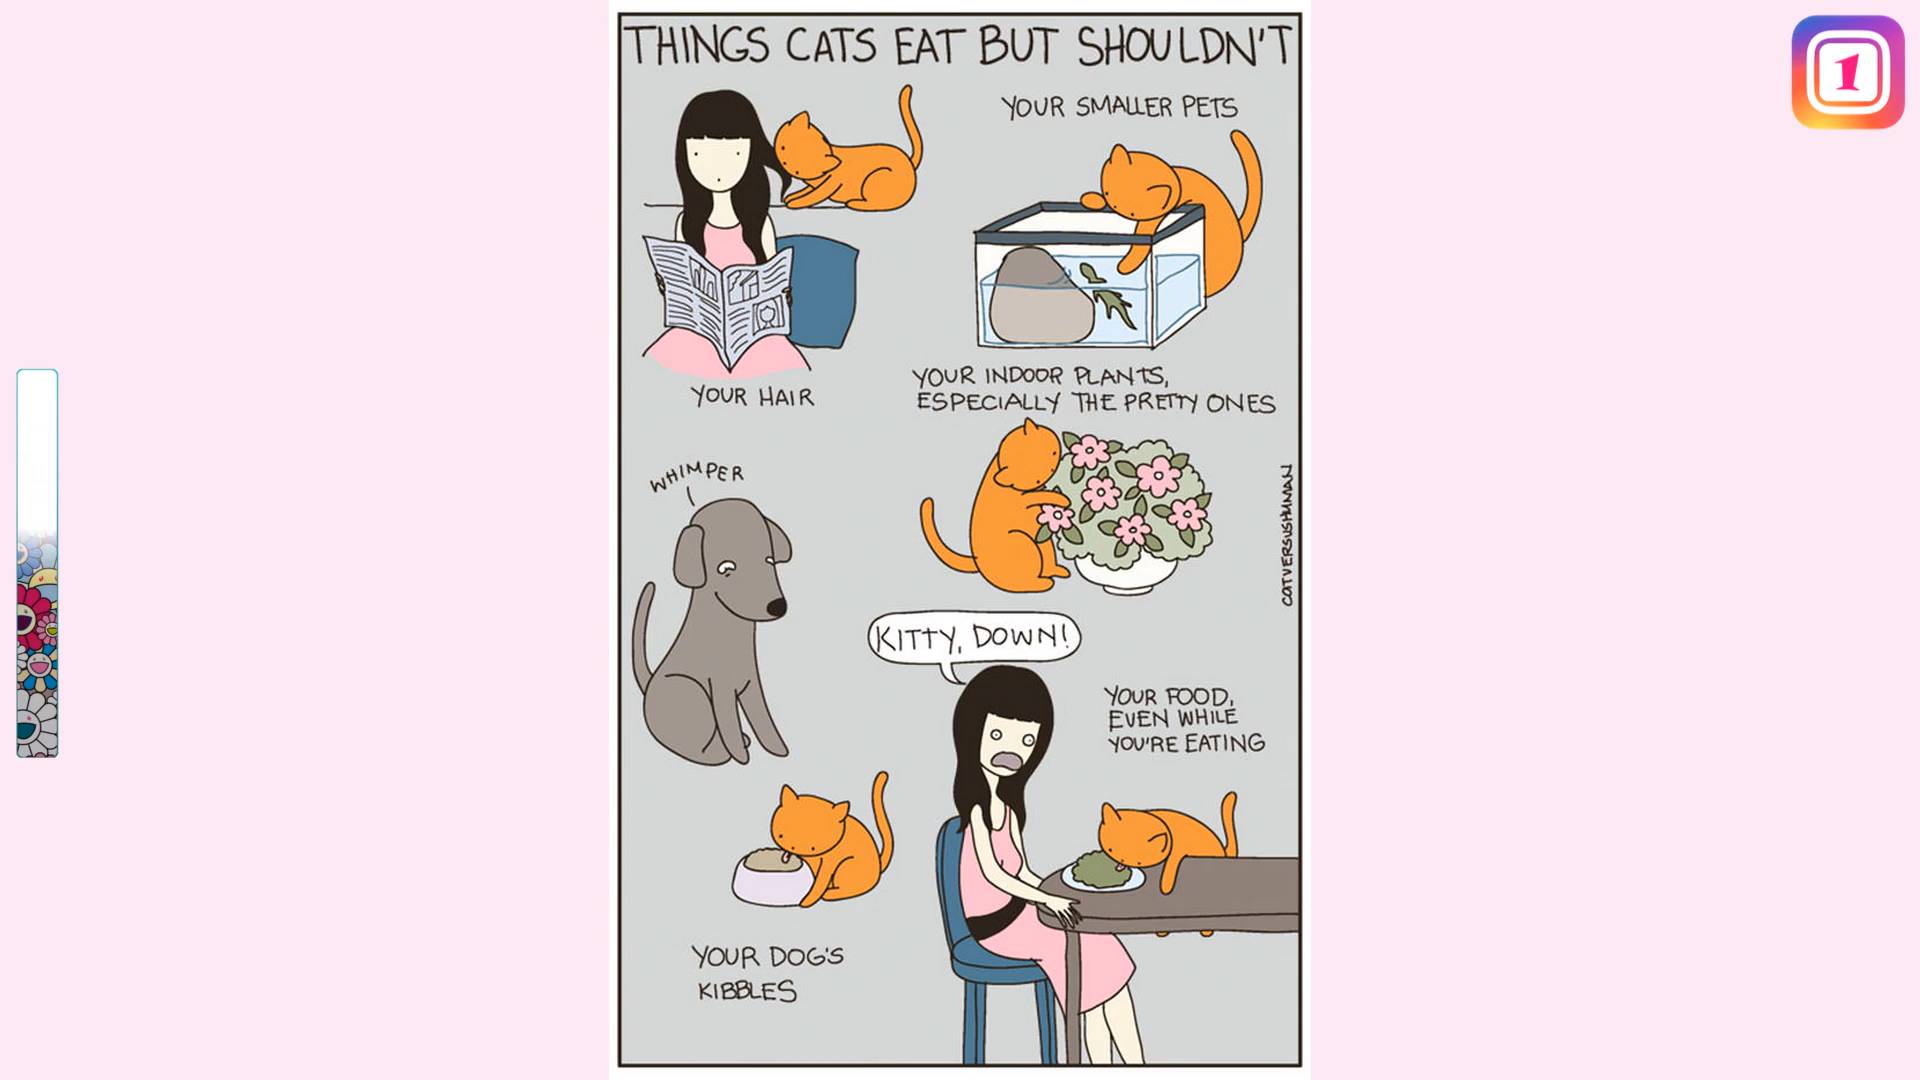 THINGS CATS EAT BUT SHOULDN'T
YOUR HAIR
YOUR SMALLER PETS
YOUR INDOOR PLANTS,
ESPECIALLY THE PRETTY ONES
WHIMPER
YOUR DOG'S
KIBBLES
KITTY, DOWN!
YOUR FOOD,
EVEN WHILE
YOU'RE EATING
CATVERSUSHUMAN
1